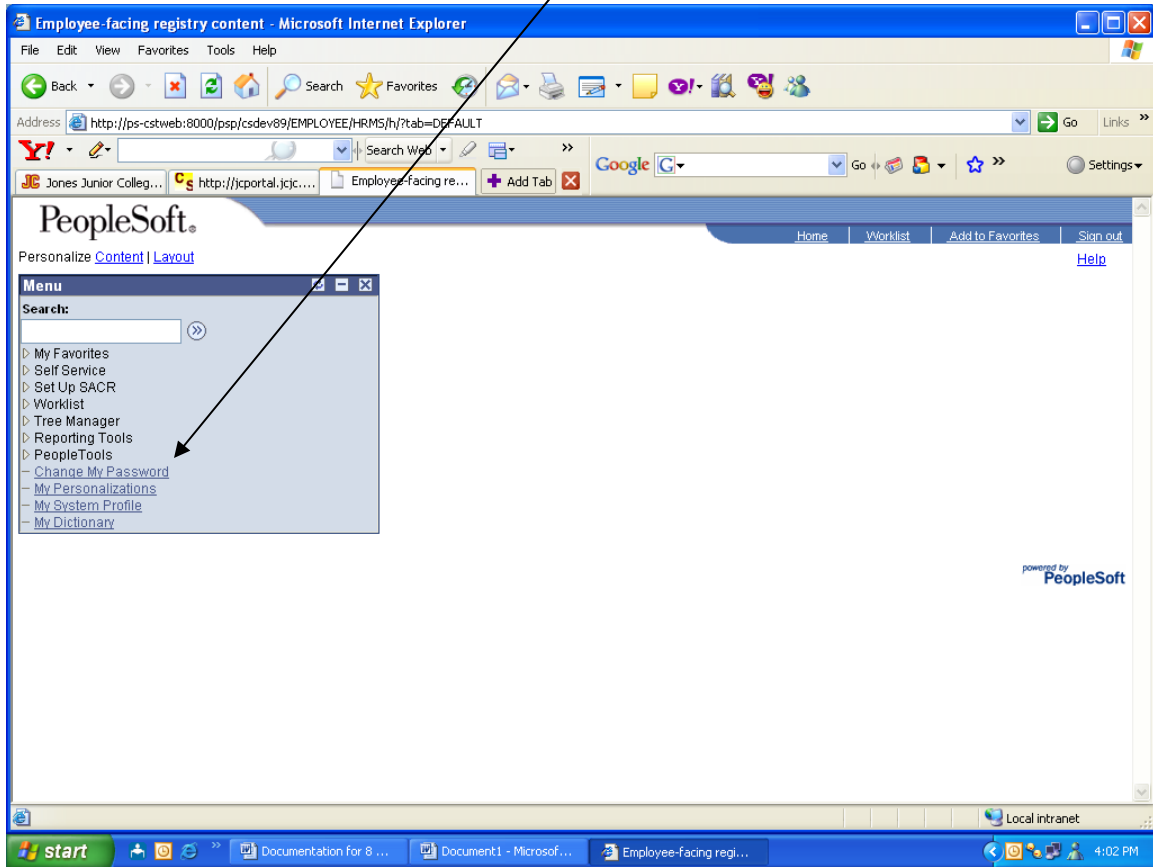 Employee-facing registry content - Microsoft Internet Explorer
File Edit View Favorites Tools Help
Back Search Favorites
Address http://ps-cstweb:8000/psp/csdev89/EMPLOYEE/HRMS/h/?tab=DEFAULT Go Links »
Y! Search Web » Google G Go » Settings
JC Jones Junior Colleg... CS http://jcportal.jcjc.... Employee-facing re... Add Tab
PeopleSoft®
Home Worklist Add to Favorites Sign out
Personalize Content | Layout Help
Menu
Search:
My Favorites
Self Service
Set Up SACR
Worklist
Tree Manager
Reporting Tools
PeopleTools
Change My Password
My Personalizations
My System Profile
My Dictionary
powered by
PeopleSoft
Local intranet
start » Documentation for 8 ... Document1 - Microsof... Employee-facing regi... 4:02 PM